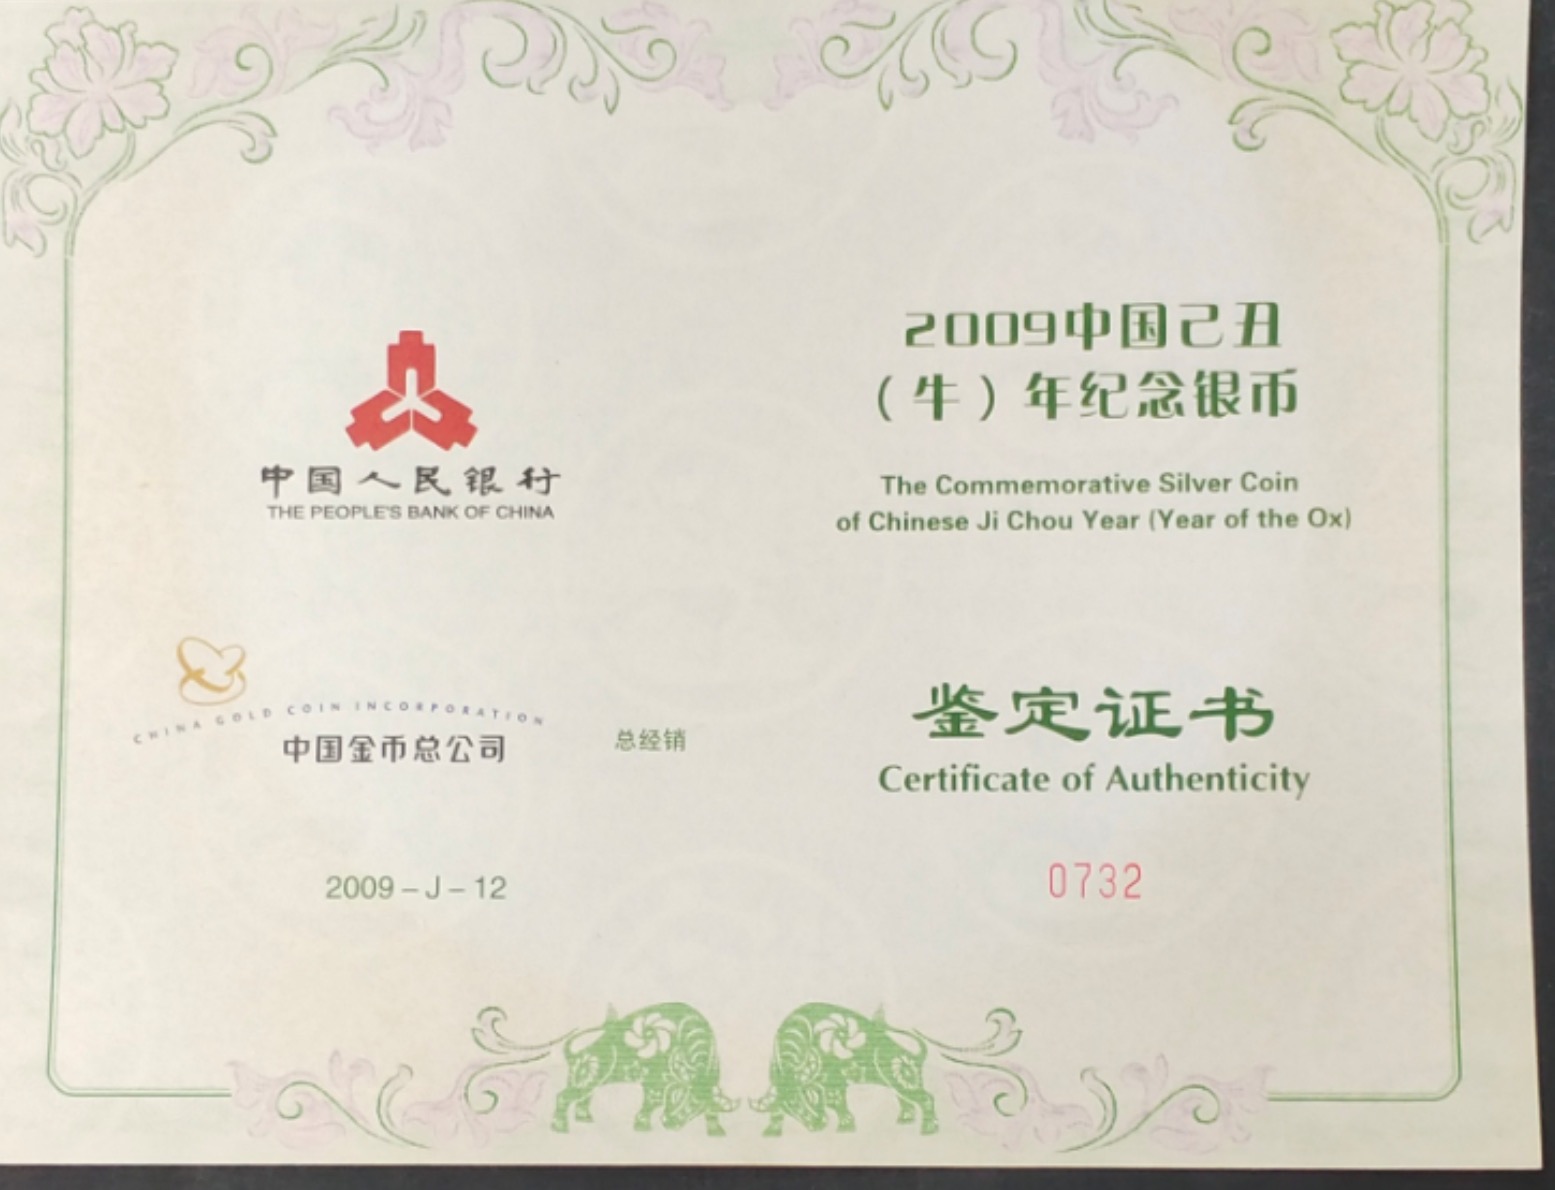 中国人民银行
THE PEOPLE'S BANK OF CHINA
CHINA GOLD COIN INCORPORATION
中国金币总公司
总经销
2009-J-12
2009中国己丑
（牛）年纪念银币
The Commemorative Silver Coin
of Chinese Ji Chou Year (Year of the Ox)
鉴定证书
Certificate of Authenticity
0732